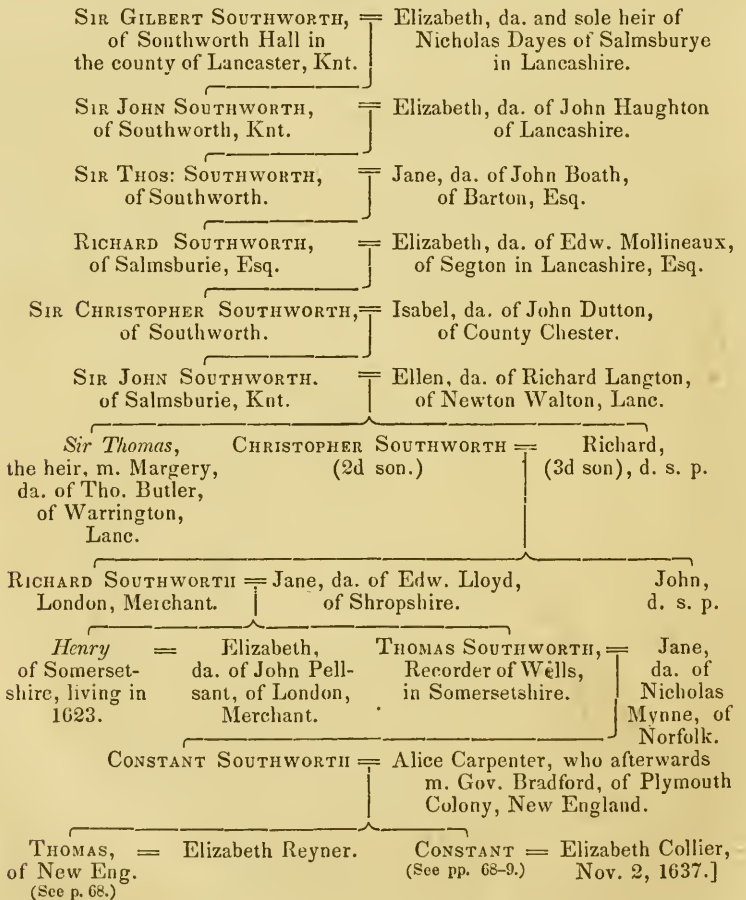 SIR GILBERT SOUTHWORTH, = Elizabeth, da. and sole heir of
of Southworth Hall in Nicholas Dayes of Salmsburye
the county of Lancaster, Knt. in Lancashire.
SIR JOHN SOUTHWORTH, = Elizabeth, da. of John Haughton
of Southworth, Knt. of Lancashire.
SIR THOS: SOUTHWORTH, = Jane, da. of John Boath,
of Southworth. of Barton, Esq.
RICHARD SOUTHWORTH, = Elizabeth, da. of Edw. Mollineaux,
of Salmsburie, Esq. of Segton in Lancashire, Esq.
SIR CHRISTOPHER SOUTHWORTH, = Isabel, da. of John Dutton,
of Southworth. of County Chester.
SIR JOHN SOUTHWORTH. = Ellen, da. of Richard Langton,
of Salmsburie, Knt. of Newton Walton, Lanc.
Sir Thomas, CHRISTOPHER SOUTHWORTH = Richard,
the heir, m. Margery, (2d son.) (3d son), d. s. p.
da. of Tho. Butler,
of Warrington,
Lanc.
RICHARD SOUTHWORTH = Jane, da. of Edw. Lloyd, John,
London, Merchant. of Shropshire. d. s. p.
Henry = Elizabeth, THOMAS SOUTHWORTH, = Jane,
of Somerset- da. of John Pell- Recorder of Wells, da. of
shire, living in sant, of London, in Somersetshire. Nicholas
1623. Merchant. Mynne, of
Norfolk.
CONSTANT SOUTHWORTH = Alice Carpenter, who afterwards
m. Gov. Bradford, of Plymouth
Colony, New England.
THOMAS, = Elizabeth Reyner. CONSTANT = Elizabeth Collier,
of New Eng. (See pp. 68-9.) Nov. 2, 1637.]
(See p. 68.)